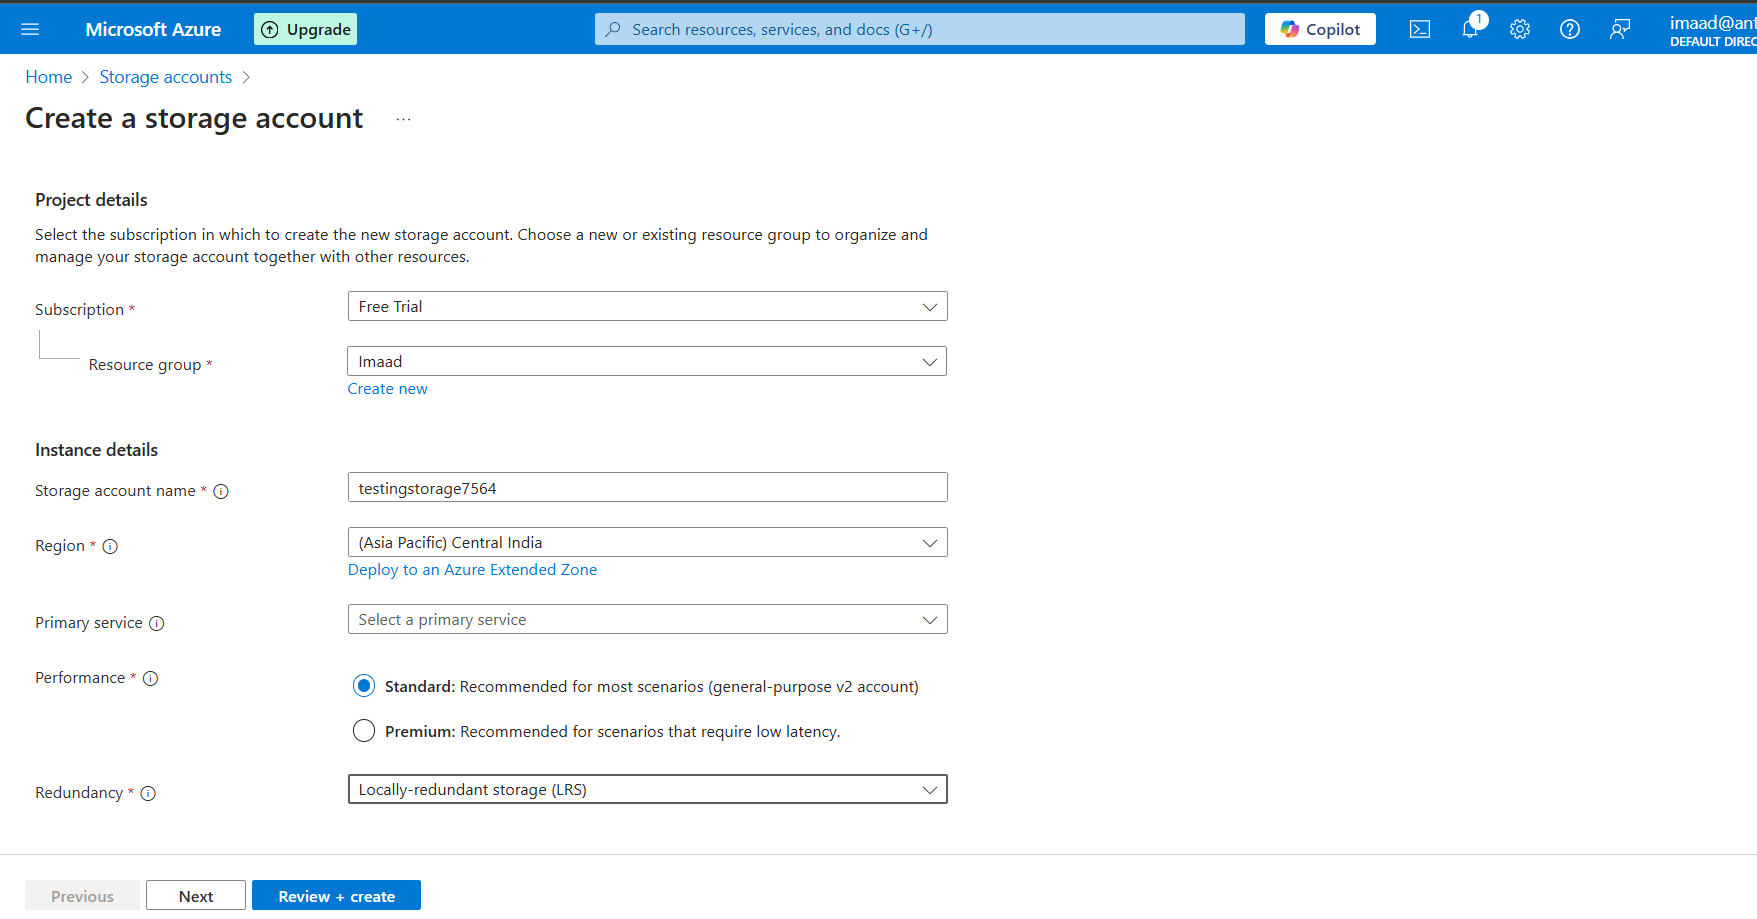 Microsoft Azure
Upgrade
Search resources, services, and docs (G+/)
Copilot
1
imaad@ant
DEFAULT DIREC
Home > Storage accounts >
Create a storage account ...
Project details
Select the subscription in which to create the new storage account. Choose a new or existing resource group to organize and
manage your storage account together with other resources.
Subscription *
Free Trial
Resource group *
Imaad
Create new
Instance details
Storage account name *
testingstorage7564
Region *
(Asia Pacific) Central India
Deploy to an Azure Extended Zone
Primary service
Select a primary service
Performance *
Standard: Recommended for most scenarios (general-purpose v2 account)
Premium: Recommended for scenarios that require low latency.
Redundancy *
Locally-redundant storage (LRS)
Previous
Next
Review + create